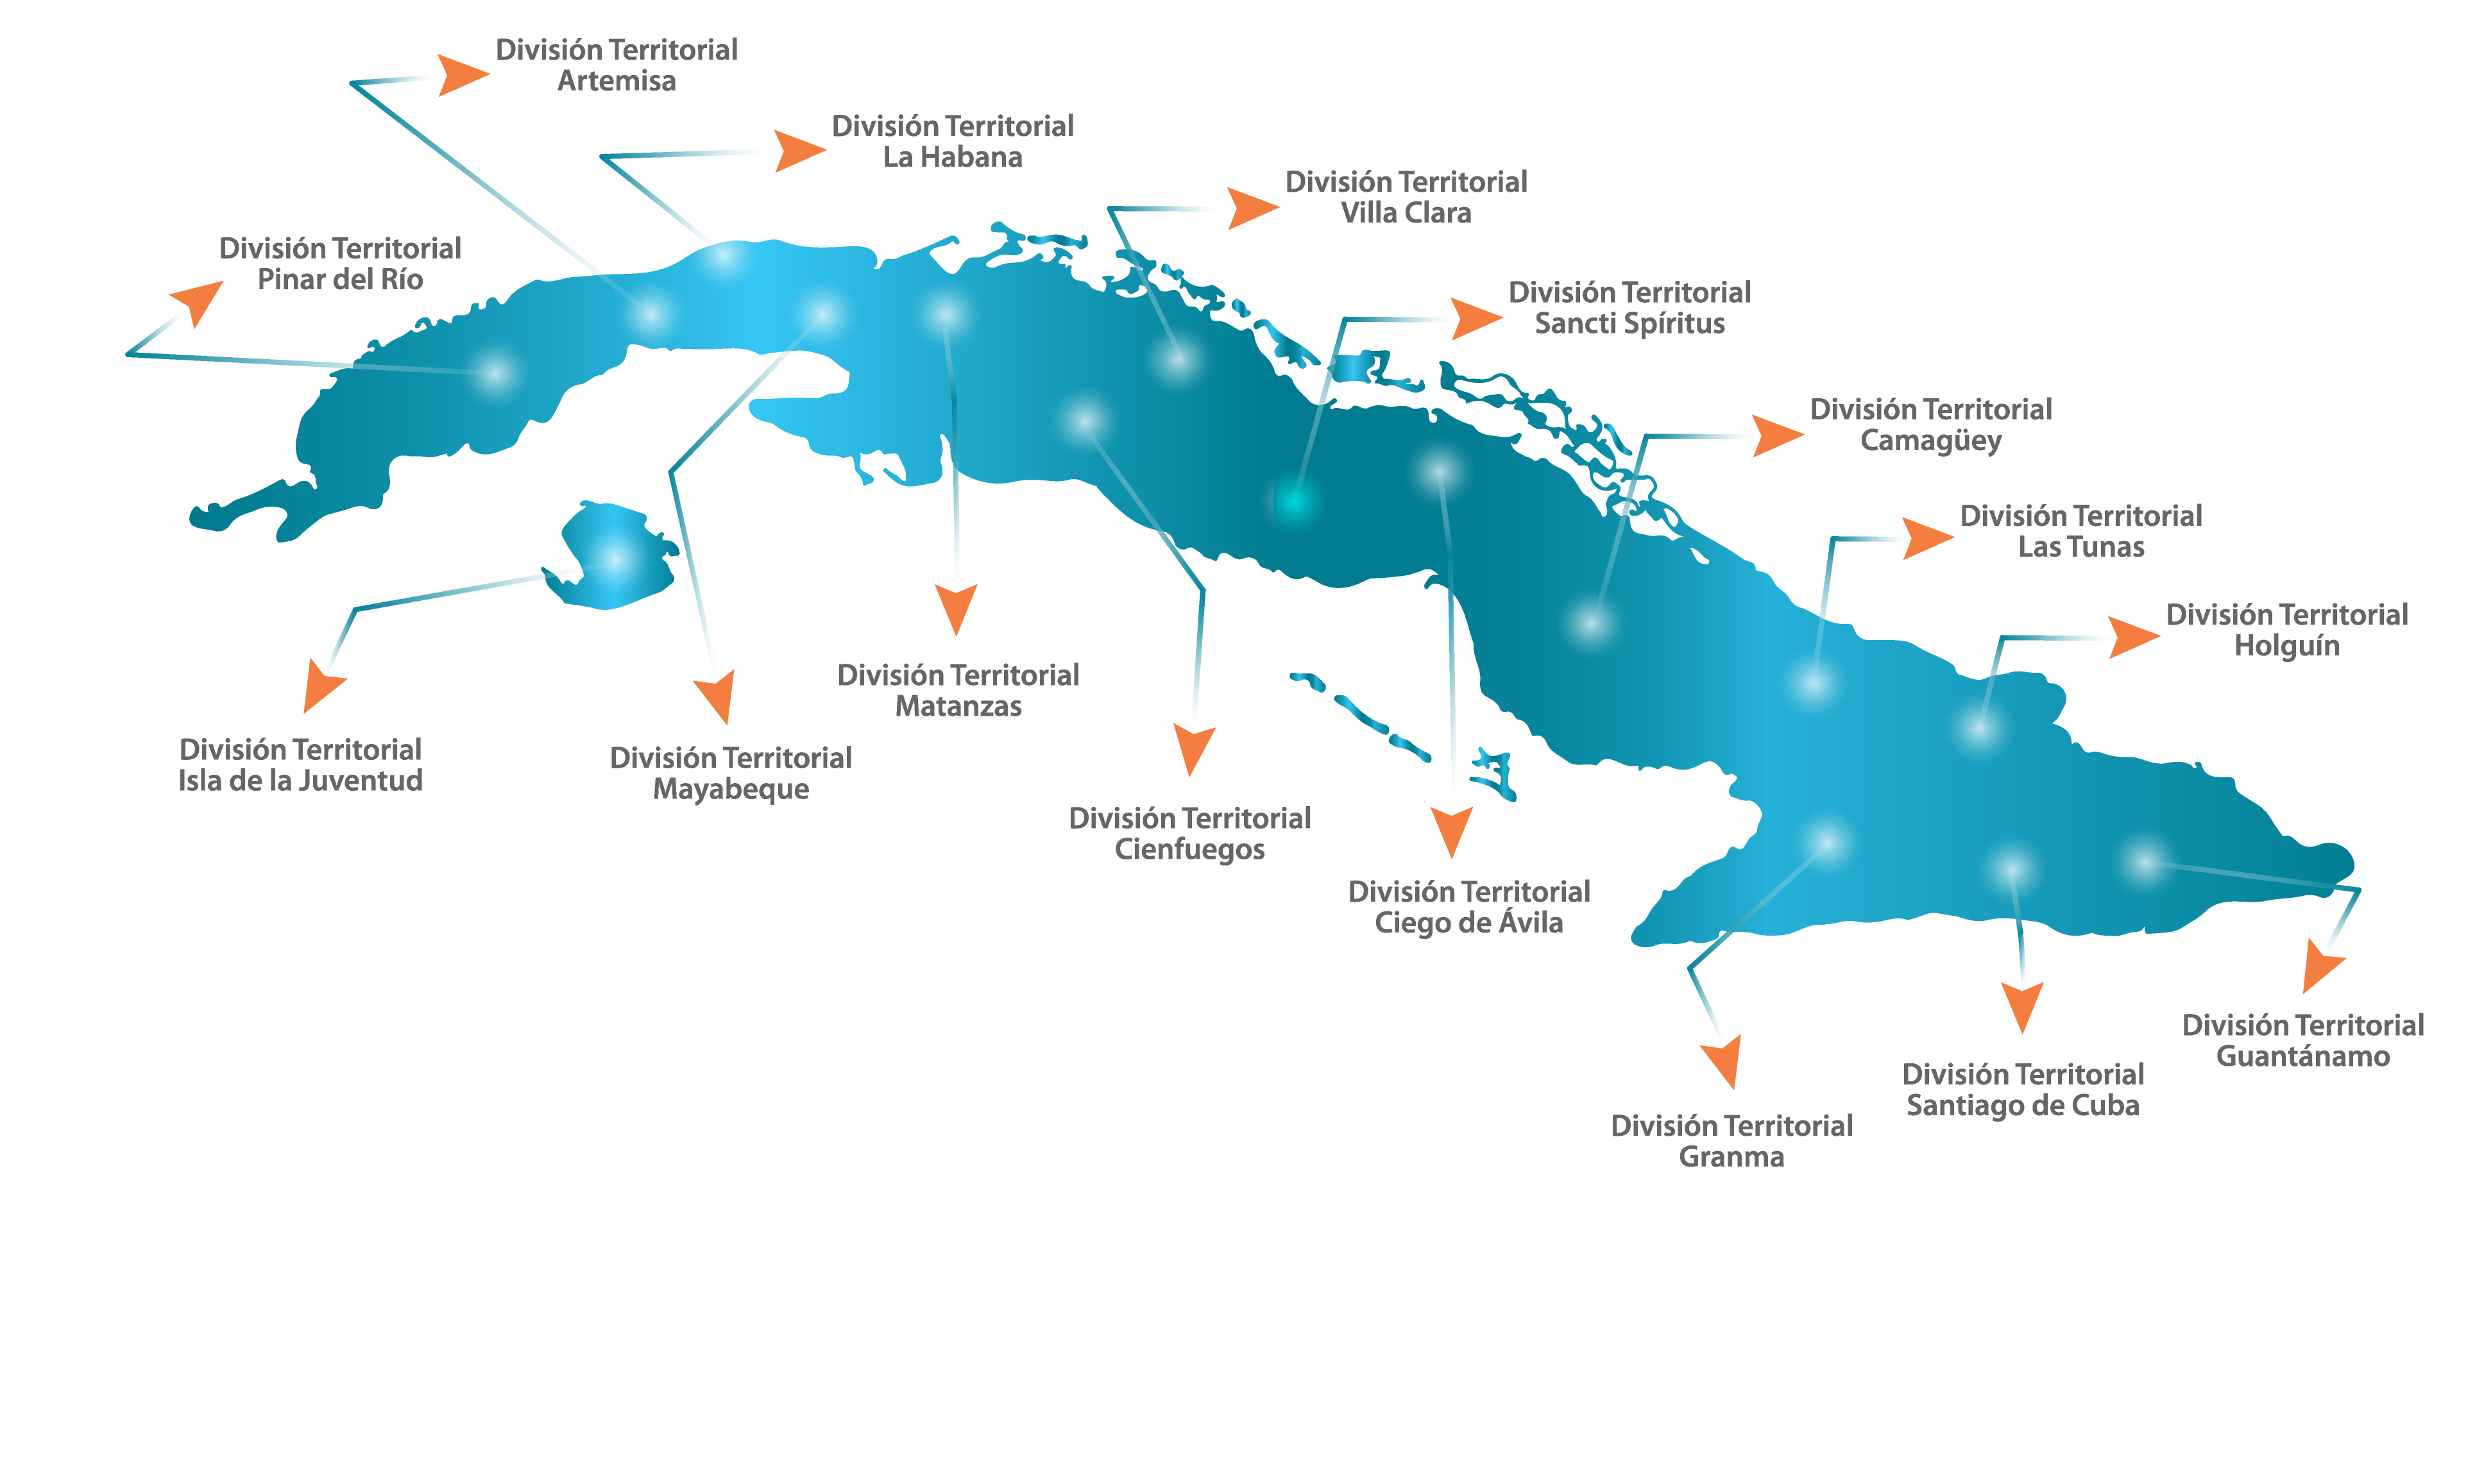 División Territorial
Artemisa
División Territorial
La Habana
División Territorial
Villa Clara
División Territorial
Pinar del Río
División Territorial
Sancti Spíritus
División Territorial
Camagüey
División Territorial
Las Tunas
División Territorial
Holguín
División Territorial
Matanzas
División Territorial
Isla de la Juventud
División Territorial
Mayabeque
División Territorial
Cienfuegos
División Territorial
Ciego de Ávila
División Territorial
Guantánamo
División Territorial
Santiago de Cuba
División Territorial
Granma